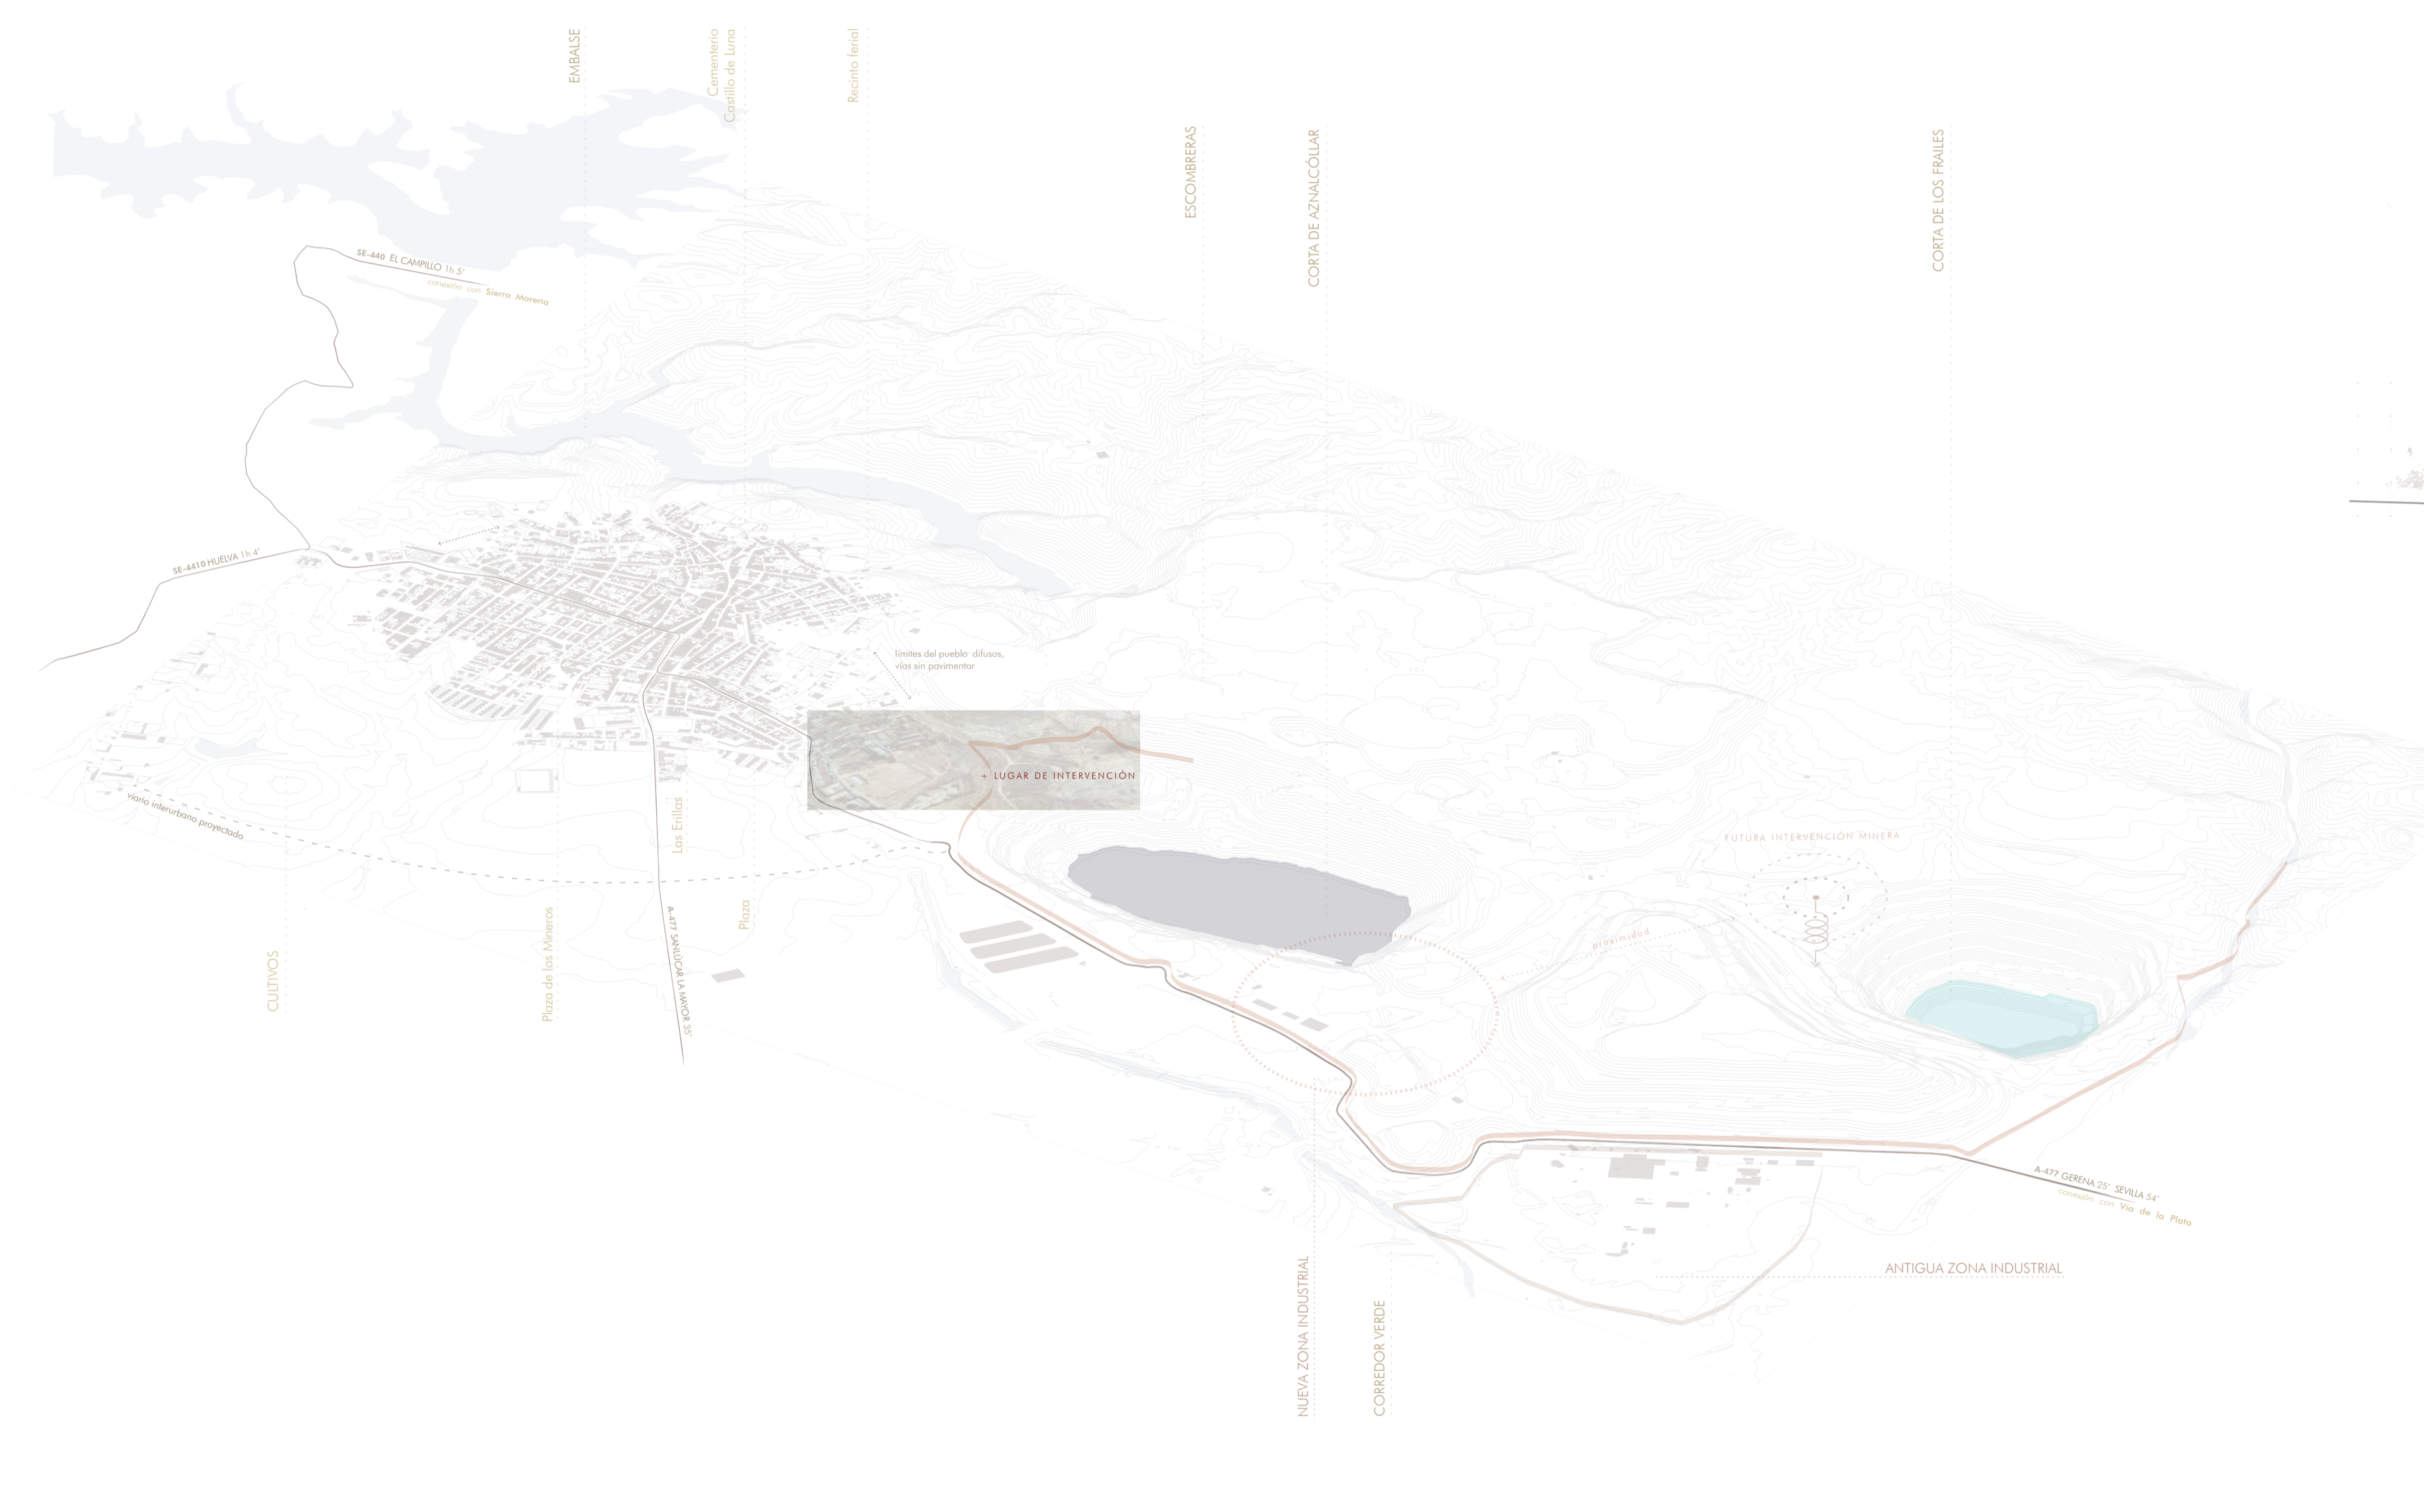 EMBALSE
Cementerio
Castillo de Luna
Recinto ferial
ESCOMBRERAS
CORTA DE AZNALCÓLLAR
CORTA DE LOS FRAILES
SE-440 EL CAMPILLO 1h 5'
conexión con Sierra Morena
SE-4410 HUELVA 1h 4'
límites del pueblo difusos,
vías sin pavimentar
+ LUGAR DE INTERVENCIÓN
viario interurbano proyectado
Las Erillas
FUTURA INTERVENCIÓN MINERA
proximidad
CULTIVOS
Plaza de los Mineros
A-477 SANLÚCAR LA MAYOR 35'
Plaza
A-477 GERENA 25' SEVILLA 54'
conexión con Vía de la Plata
ANTIGUA ZONA INDUSTRIAL
NUEVA ZONA INDUSTRIAL
CORREDOR VERDE